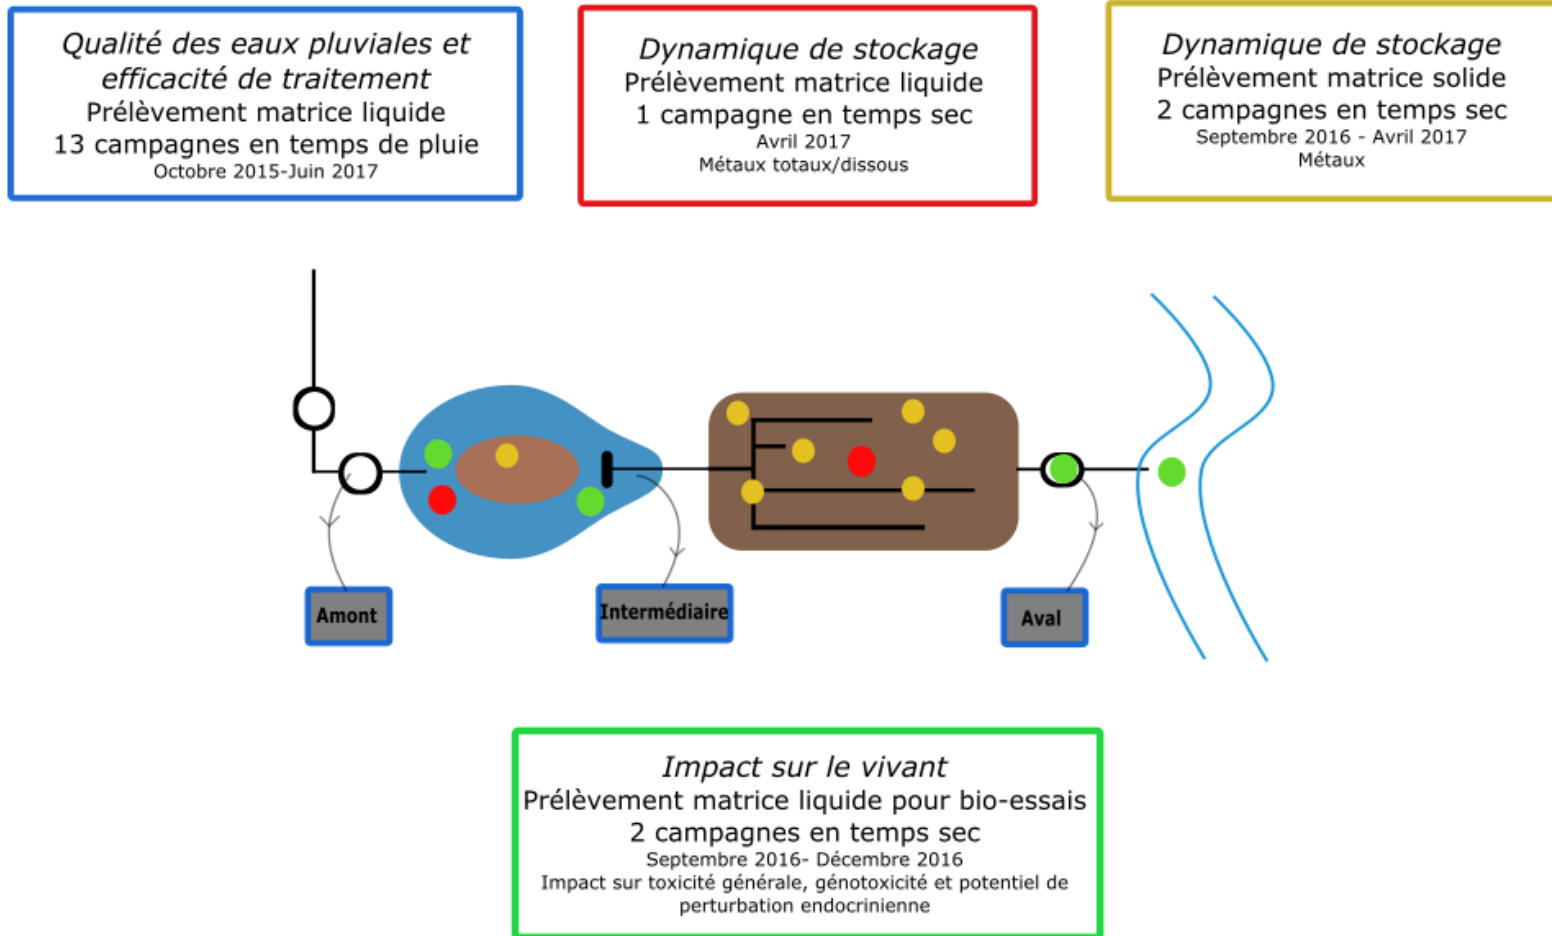 Qualité des eaux pluviales et
efficacité de traitement
Prélèvement matrice liquide
13 campagnes en temps de pluie
Octobre 2015-Juin 2017
Dynamique de stockage
Prélèvement matrice liquide
1 campagne en temps sec
Avril 2017
Métaux totaux/dissous
Dynamique de stockage
Prélèvement matrice solide
2 campagnes en temps sec
Septembre 2016 - Avril 2017
Métaux
Amont
Intermédiaire
Aval
Impact sur le vivant
Prélèvement matrice liquide pour bio-essais
2 campagnes en temps sec
Septembre 2016- Décembre 2016
Impact sur toxicité générale, génotoxicité et potentiel de
perturbation endocrinienne